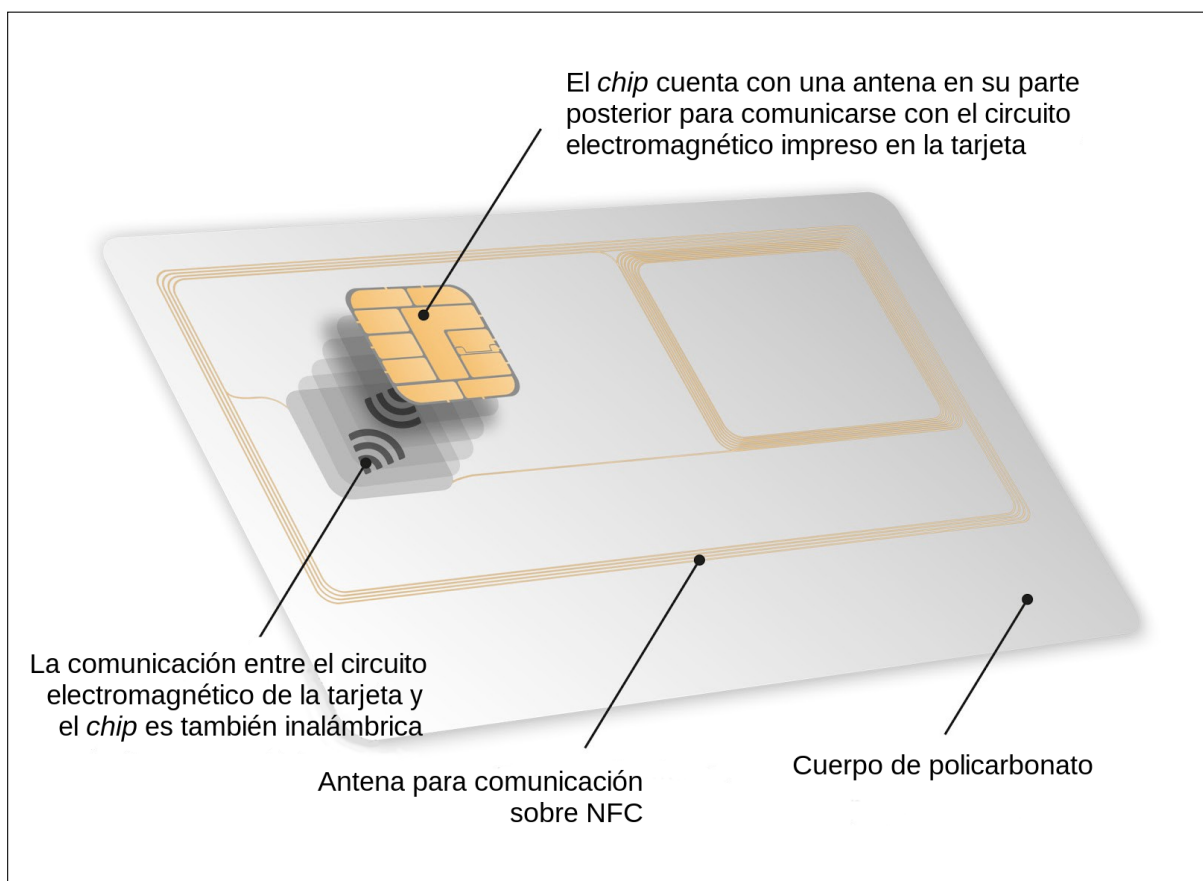 El chip cuenta con una antena en su parte
posterior para comunicarse con el circuito
electromagnético impreso en la tarjeta
La comunicación entre el circuito
electromagnético de la tarjeta y
el chip es también inalámbrica
Antena para comunicación
sobre NFC
Cuerpo de policarbonato